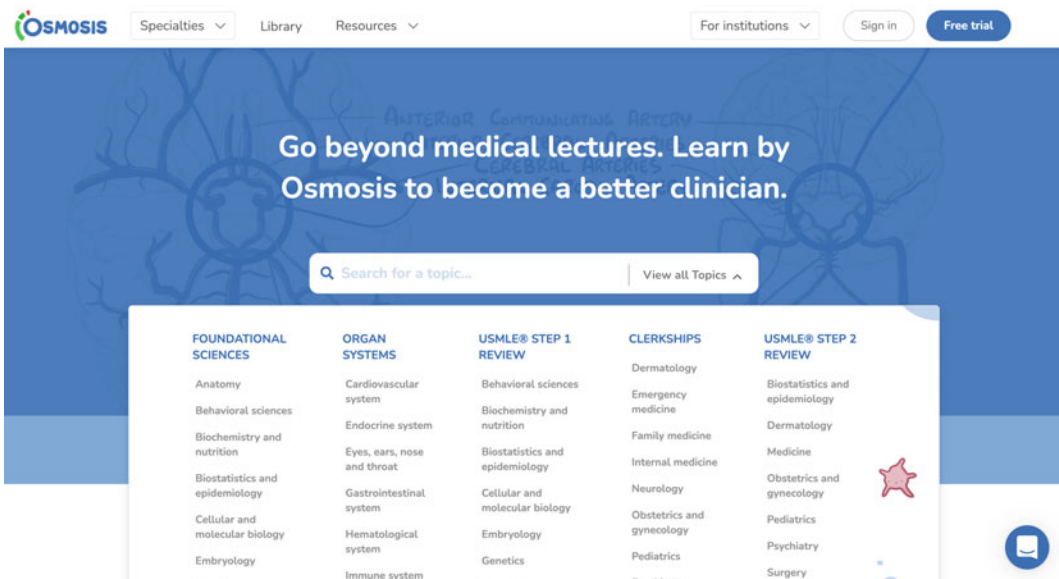 OSMOSIS
Specialties
Library
Resources
For institutions
Sign in
Free trial
ANTERIOR COMMUNICATING ARTERY
Go beyond medical lectures. Learn by
CEREBRAL ARTERIES
Osmosis to become a better clinician.
Search for a topic...
View all Topics
FOUNDATIONAL
SCIENCES
Anatomy
Behavioral sciences
Biochemistry and
nutrition
Biostatistics and
epidemiology
Cellular and
molecular biology
Embryology
ORGAN
SYSTEMS
Cardiovascular
system
Endocrine system
Eyes, ears, nose
and throat
Gastrointestinal
system
Hematological
system
Immune system
USMLE® STEP 1
REVIEW
Behavioral sciences
Biochemistry and
nutrition
Biostatistics and
epidemiology
Cellular and
molecular biology
Embryology
Genetics
CLERKSHIPS
Dermatology
Emergency
medicine
Family medicine
Internal medicine
Neurology
Obstetrics and
gynecology
Pediatrics
USMLE® STEP 2
REVIEW
Biostatistics and
epidemiology
Dermatology
Medicine
Obstetrics and
gynecology
Pediatrics
Psychiatry
Surgery